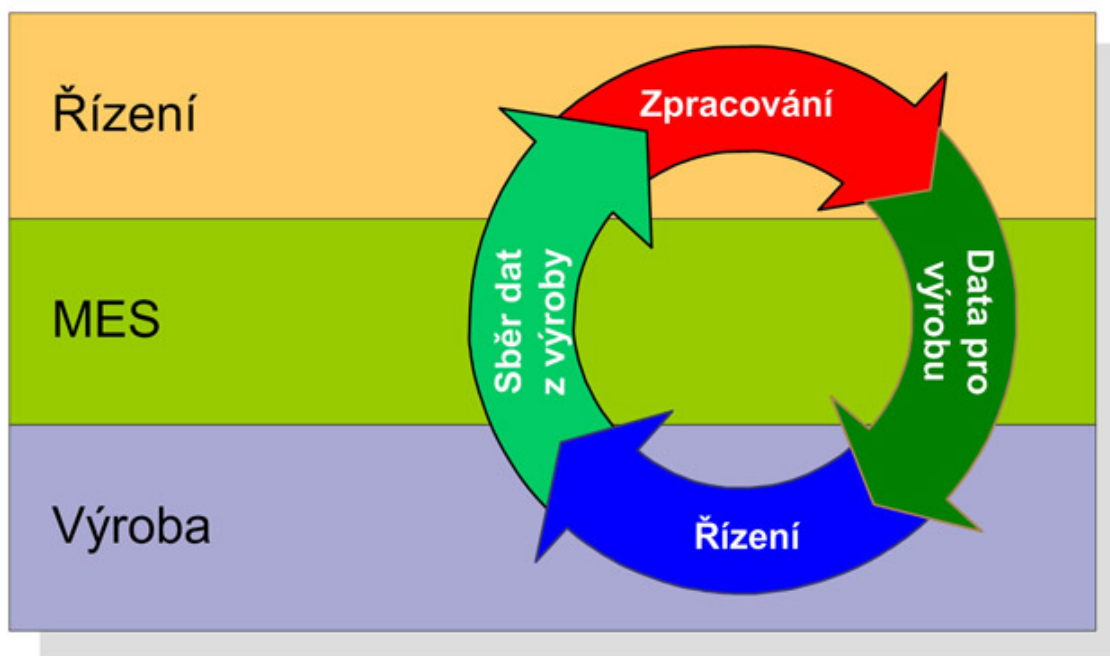 Řízení
Zpracování
MES
Sběr dat
z výroby
Data pro
výrobu
Výroba
Řízení